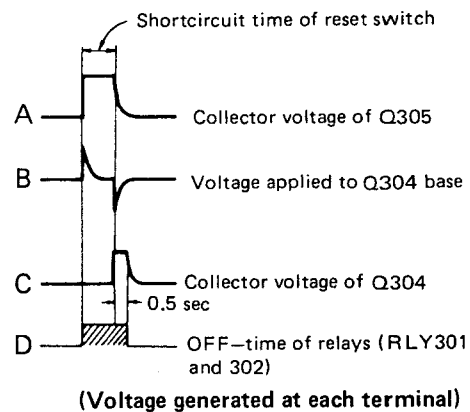 Shortcircuit time of reset switch
A
Collector voltage of Q305
B
Voltage applied to Q304 base
C
Collector voltage of Q304
0.5 sec
D
OFF-time of relays (RLY301
and 302)
(Voltage generated at each terminal)